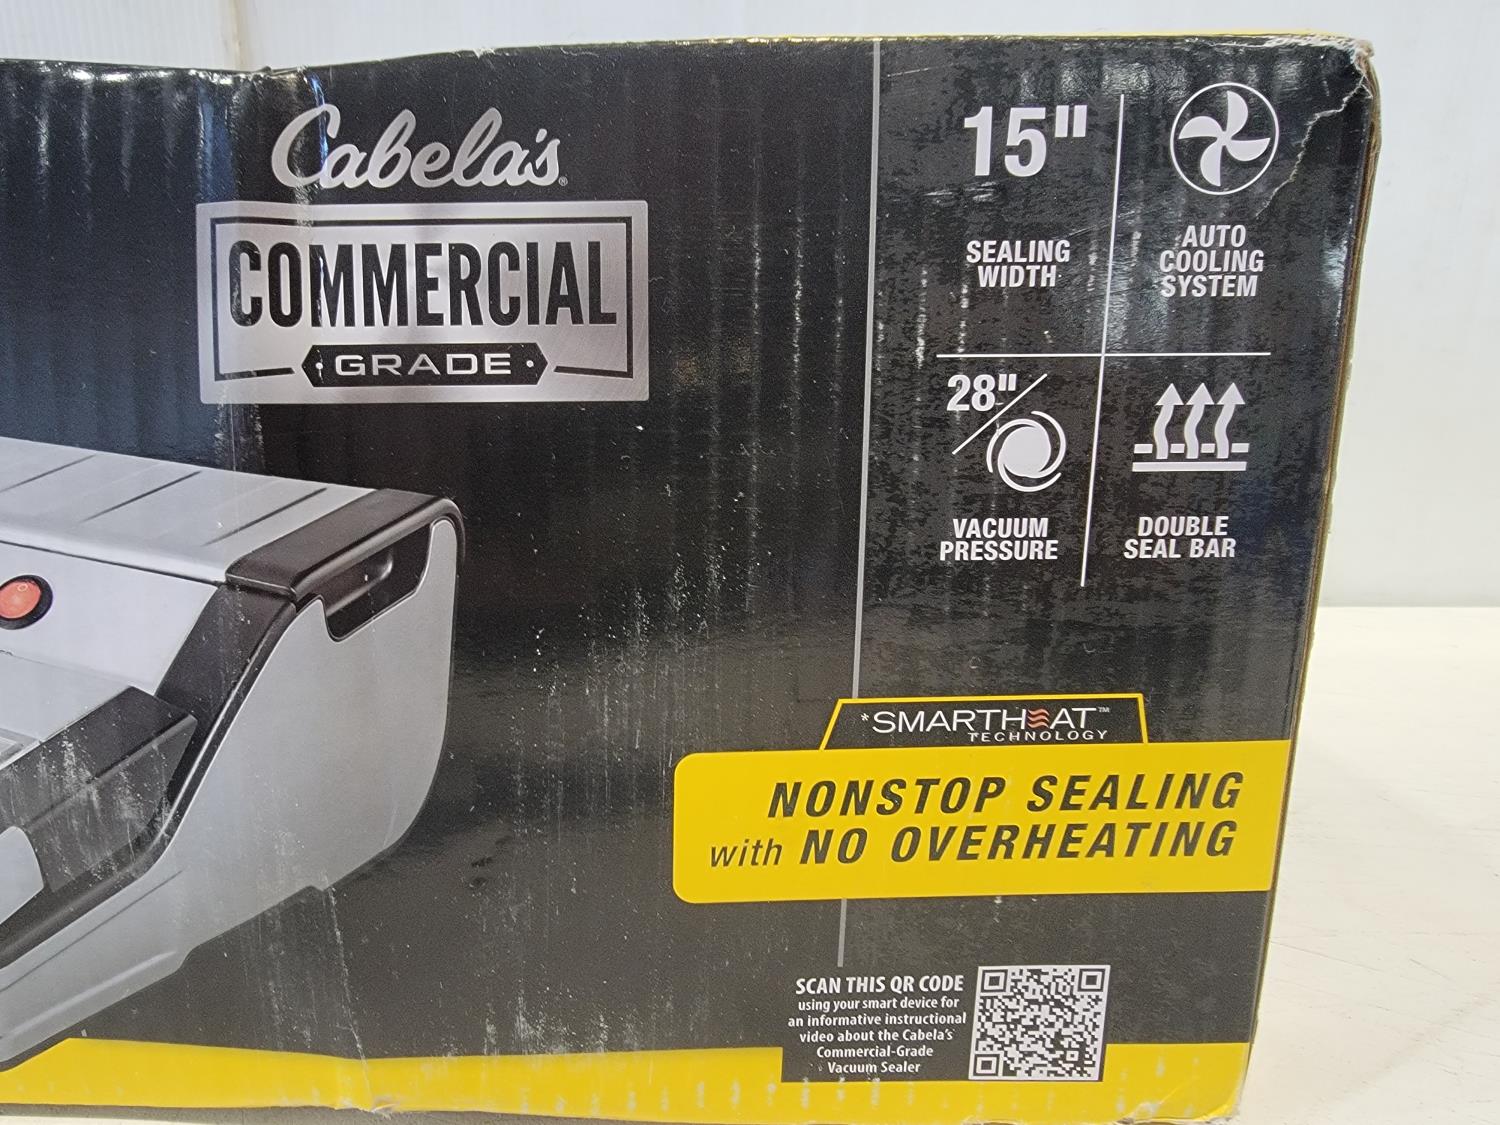 Cabela's®
COMMERCIAL
GRADE
15"
SEALING
WIDTH
AUTO
COOLING
SYSTEM
28"
VACUUM
PRESSURE
DOUBLE
SEAL BAR
*SMARTHEAT™
TECHNOLOGY
NONSTOP SEALING
with NO OVERHEATING
SCAN THIS QR CODE
using your smart device for
an informative instructional
video about the Cabela's
Commercial-Grade
Vacuum Sealer